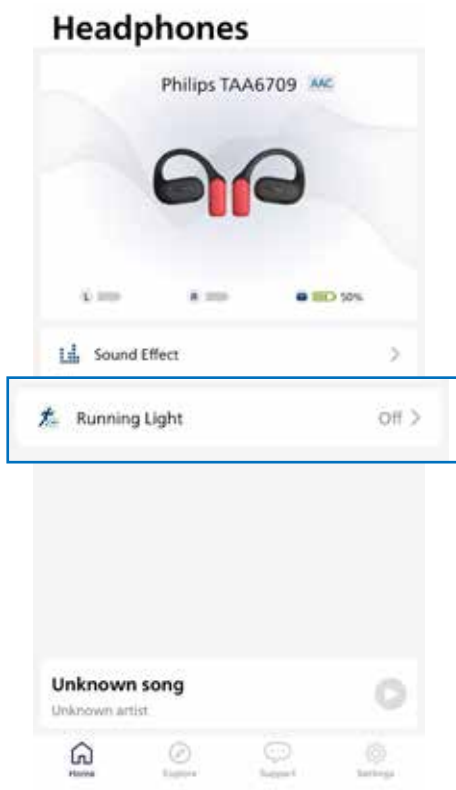 Headphones
Philips TAA6709 AAC
L R 50%
Sound Effect
Running Light Off
Unknown song
Unknown artist
Home Explore Support Settings